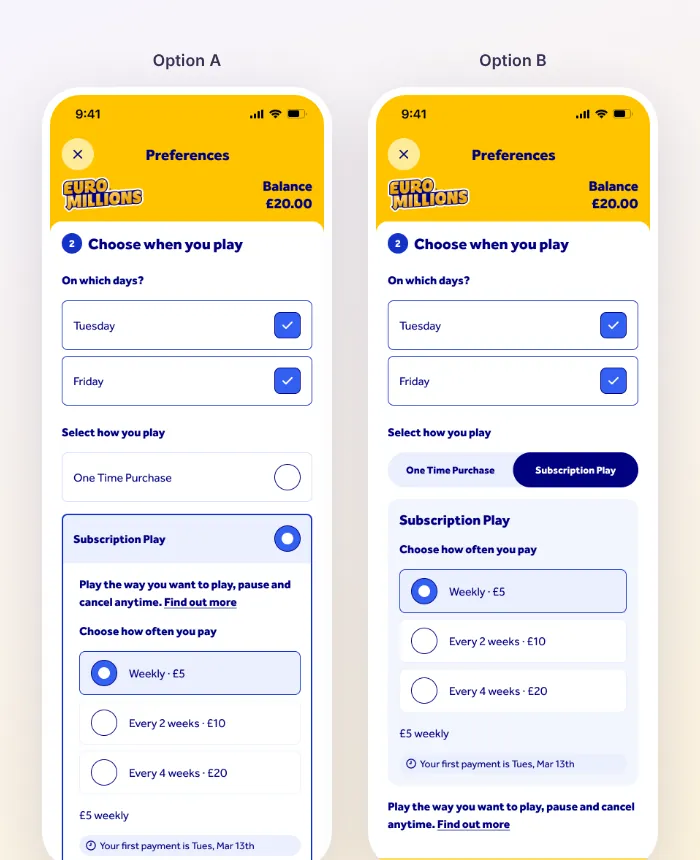 Option A
9:41
Preferences
EURO
MILLIONS
Balance
£20.00
2 Choose when you play
On which days?
Tuesday
Friday
Select how you play
One Time Purchase
Subscription Play
Play the way you want to play, pause and
cancel anytime. Find out more
Choose how often you pay
Weekly · £5
Every 2 weeks · £10
Every 4 weeks · £20
£5 weekly
Your first payment is Tues, Mar 13th
Option B
9:41
Preferences
EURO
MILLIONS
Balance
£20.00
2 Choose when you play
On which days?
Tuesday
Friday
Select how you play
One Time Purchase
Subscription Play
Subscription Play
Choose how often you pay
Weekly · £5
Every 2 weeks · £10
Every 4 weeks · £20
£5 weekly
Your first payment is Tues, Mar 13th
Play the way you want to play, pause and cancel
anytime. Find out more